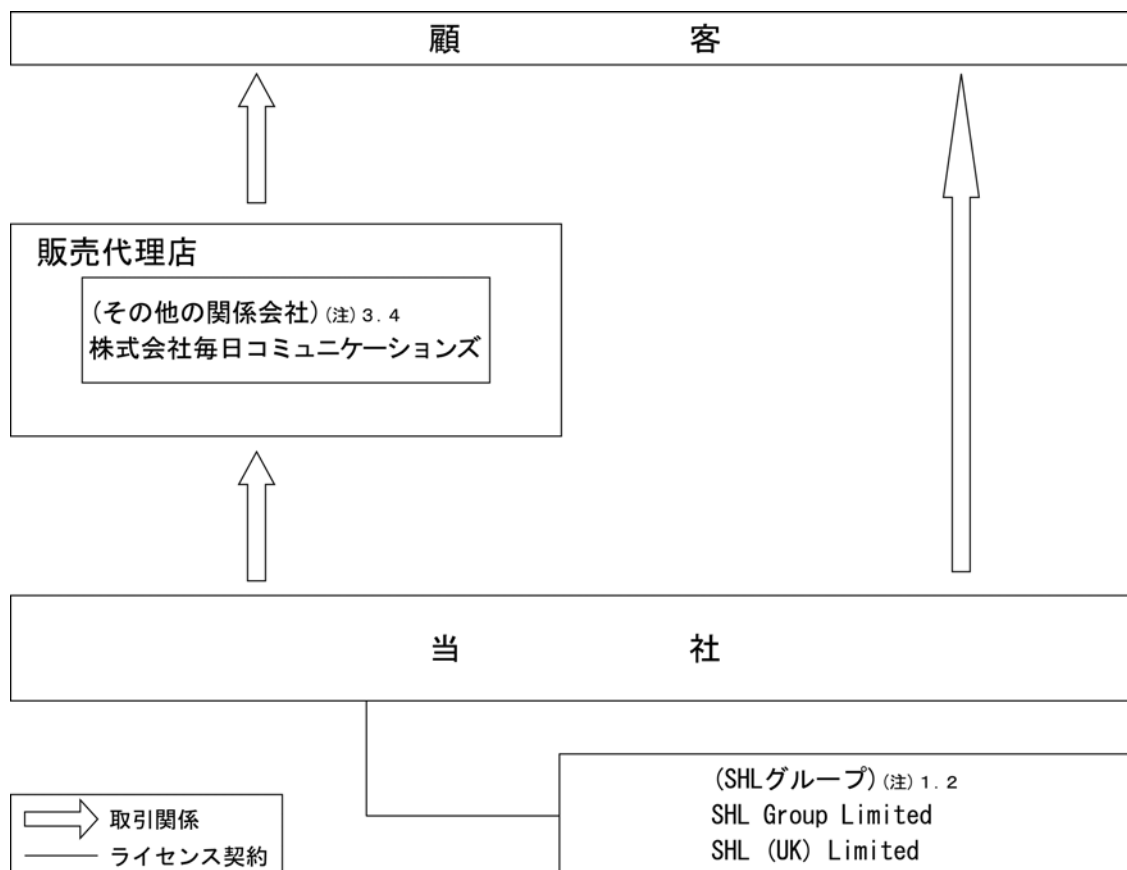 顧 客
販売代理店
(その他の関係会社)(注)3.4
株式会社毎日コミュニケーションズ
当 社
(SHLグループ)(注)1.2
SHL Group Limited
SHL (UK) Limited
取引関係
ライセンス契約